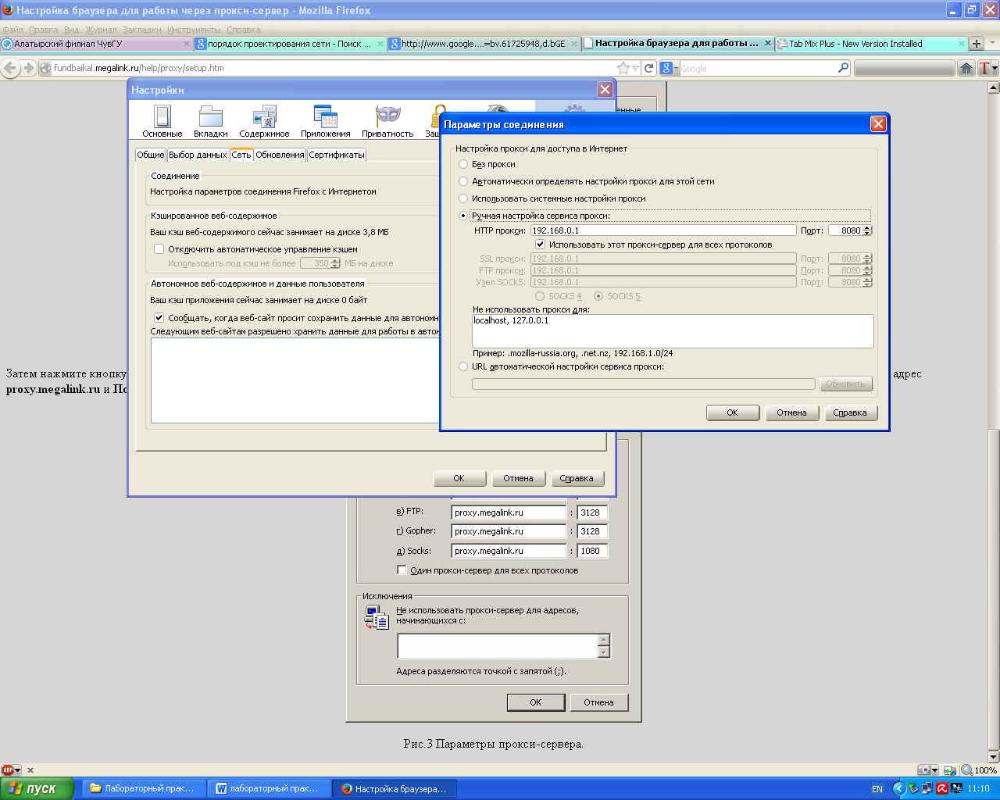 Настройка браузера для работы через прокси-сервер - Mozilla Firefox
Файл Правка Вид Журнал Закладки Инструменты Справка
Алатырский филиал ЧувГУ
порядок проектирования сети - Поиск ...
http://www.google....=bv.61725948,d.bGE
Настройка браузера для работы ...
Tab Mix Plus - New Version Installed
fundbaikal.megalink.ru/help/proxy/setup.htm
Google
Настройки
Основные Вкладки Содержимое Приложения Приватность
Общие Выбор данных Сеть Обновления Сертификаты
Соединение
Настройка параметров соединения Firefox с Интернетом
Кэшированное веб-содержимое
Ваш кэш веб-содержимого сейчас занимает на диске 3,8 МБ
Отключить автоматическое управление кэшем
Использовать под кэш не более 350 МБ на диске
Автономное веб-содержимое и данные пользователя
Ваш кэш приложения сейчас занимает на диске 0 байт
Сообщать, когда веб-сайт просит сохранить данные для автономн
Следующим веб-сайтам разрешено хранить данные для работы в автон
OK Отмена Справка
Параметры соединения
Настройка прокси для доступа в Интернет
Без прокси
Автоматически определять настройки прокси для этой сети
Использовать системные настройки прокси
Ручная настройка сервиса прокси:
HTTP прокси: 192.168.0.1 Порт: 8080
Использовать этот прокси-сервер для всех протоколов
SSL прокси: 192.168.0.1 Порт: 8080
FTP прокси: 192.168.0.1 Порт: 8080
Узел SOCKS: 192.168.0.1 Порт: 8080
SOCKS 4 SOCKS 5
Не использовать прокси для:
localhost, 127.0.0.1
Пример: .mozilla-russia.org, .net.nz, 192.168.1.0/24
URL автоматической настройки сервиса прокси:
Обновить
OK Отмена Справка
Затем нажмите кнопку
адрес
proxy.megalink.ru и По
в) FTP: proxy.megalink.ru : 3128
г) Gopher: proxy.megalink.ru : 3128
д) Socks: proxy.megalink.ru : 1080
Один прокси-сервер для всех протоколов
Исключения
Не использовать прокси-сервер для адресов,
начинающихся с:
Адреса разделяются точкой с запятой (;).
OK Отмена
Рис.3 Параметры прокси-сервера.
ABP
100%
пуск
Лабораторный прак...
лабораторный прак...
Настройка браузера...
EN
11:10